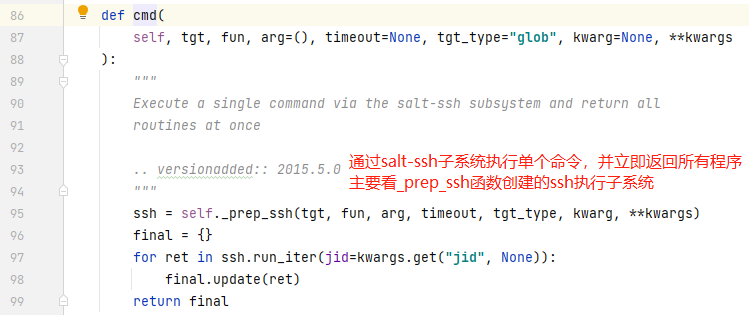 86 def cmd(
87 self, tgt, fun, arg=(), timeout=None, tgt_type="glob", kwarg=None, **kwargs
88 ):
89 """
90 Execute a single command via the salt-ssh subsystem and return all
91 routines at once
92
93 .. versionadded:: 2015.5.0 通过salt-ssh子系统执行单个命令，并立即返回所有程序
94 """ 主要看_prep_ssh函数创建的ssh执行子系统
95 ssh = self._prep_ssh(tgt, fun, arg, timeout, tgt_type, kwarg, **kwargs)
96 final = {}
97 for ret in ssh.run_iter(jid=kwargs.get("jid", None)):
98 final.update(ret)
99 return final